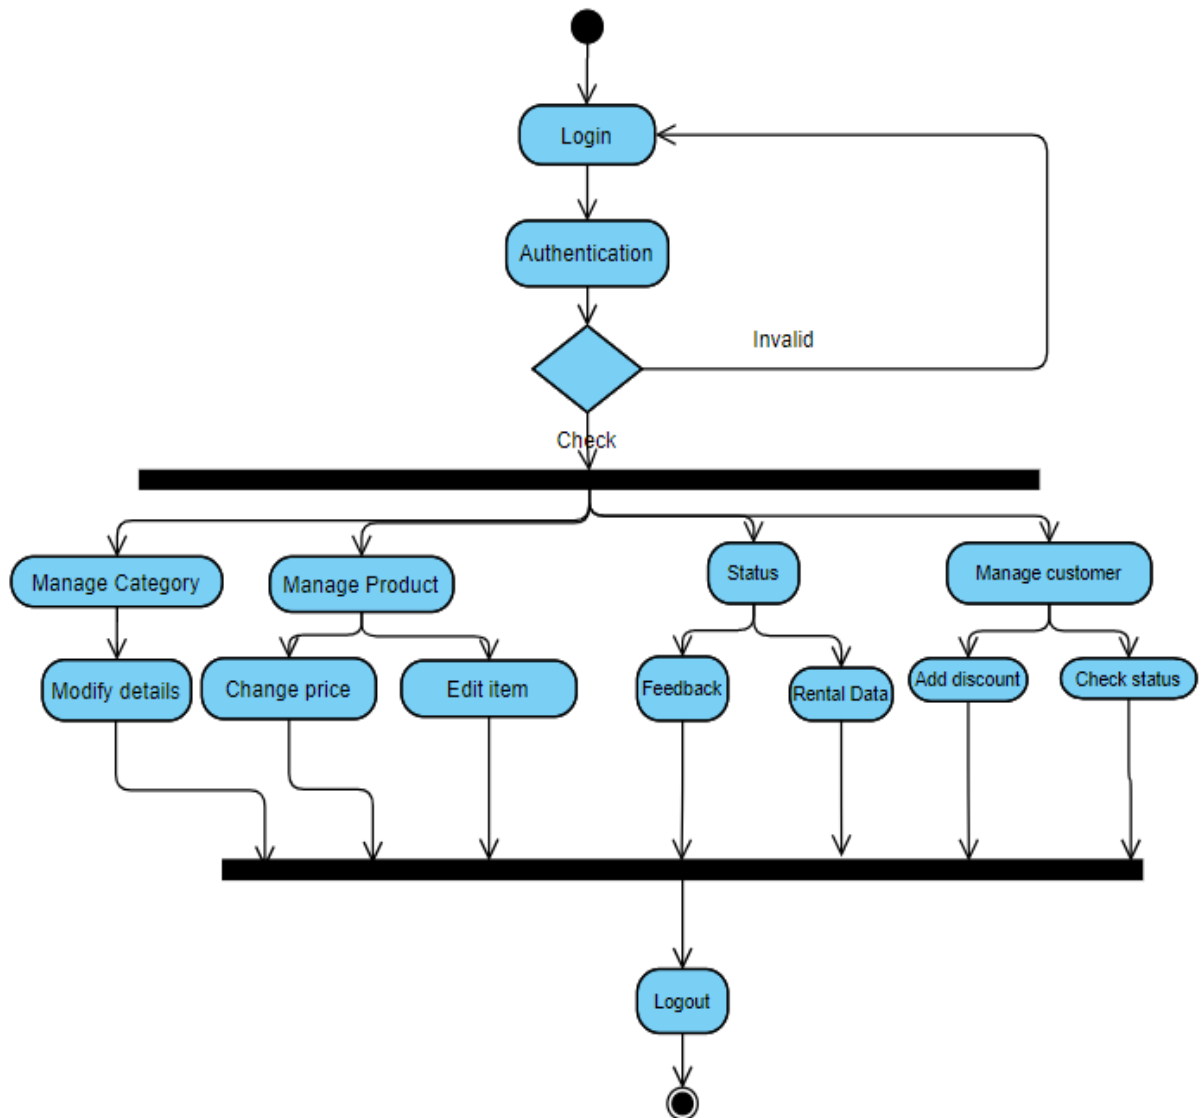 Login
Authentication
Invalid
Check
Manage Category
Manage Product
Status
Manage customer
Modify details
Change price
Edit item
Feedback
Rental Data
Add discount
Check status
Logout